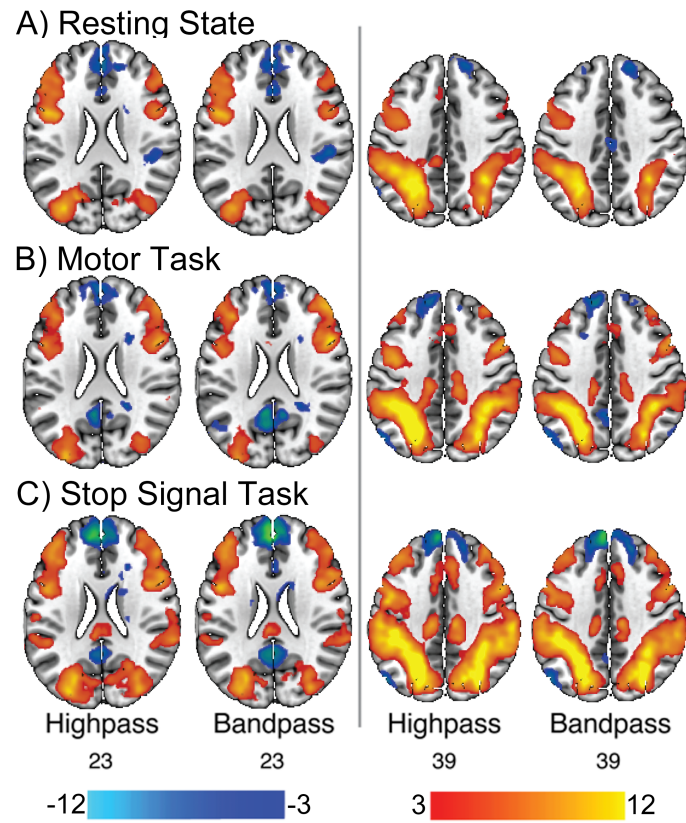 A) Resting State
B) Motor Task
C) Stop Signal Task
Highpass Bandpass Highpass Bandpass
23 23 39 39
-12 -3 3 12